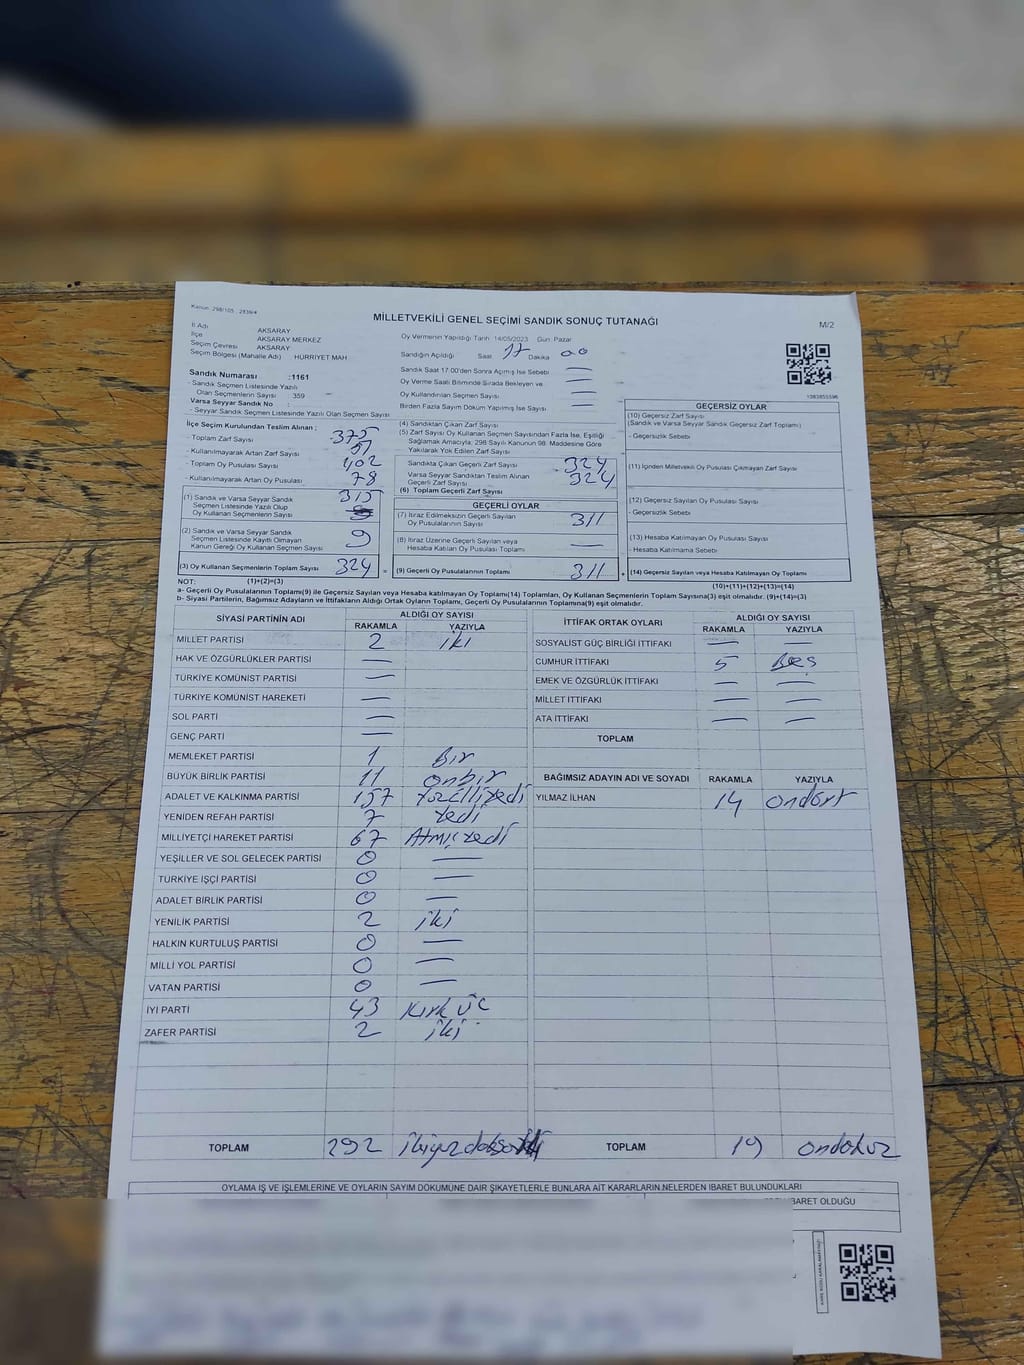 Kanun: 298/105, 2839/4
MİLLETVEKİLİ GENEL SEÇİMİ SANDIK SONUÇ TUTANAĞI
M/2
İl Adı AKSARAY
İlçe AKSARAY MERKEZ
Seçim Çevresi AKSARAY
Seçim Bölgesi (Mahalle Adı) HÜRRİYET MAH
Oy Vermenin Yapıldığı Tarih 14/05/2023 Gün: Pazar
Sandığın Açıldığı Saat 17 Dakika 00
Sandık Saat 17:00'den Sonra Açılmış İse Sebebi —
Oy Verme Saati Bitiminde Sırada Bekleyen ve —
Oy Kullandırılan Seçmen Sayısı —
Birden Fazla Sayım Döküm Yapılmış İse Sayısı —
Sandık Numarası :1161
- Sandık Seçmen Listesinde Yazılı
Olan Seçmenlerin Sayısı 359
Varsa Seyyar Sandık No :
- Seyyar Sandık Seçmen Listesinde Yazılı Olan Seçmen Sayısı
İlçe Seçim Kurulundan Teslim Alınan ;
- Toplam Zarf Sayısı 375
- Kullanılmayarak Artan Zarf Sayısı 51
- Toplam Oy Pusulası Sayısı 402
- Kullanılmayarak Artan Oy Pusulası 78
(1) Sandık ve Varsa Seyyar Sandık
Seçmen Listesinde Yazılı Olup
Oy Kullanan Seçmenlerin Sayısı 315
(2) Sandık ve Varsa Seyyar Sandık
Seçmen Listesinde Kayıtlı Olmayan
Kanun Gereği Oy Kullanan Seçmen Sayısı 9
(3) Oy Kullanan Seçmenlerin Toplam Sayısı 324 =
(4) Sandıktan Çıkan Zarf Sayısı
(5) Zarf Sayısı Oy Kullanan Seçmen Sayısından Fazla İse, Eşitliği
Sağlamak Amacıyla; 298 Sayılı Kanunun 98. Maddesine Göre
Yakılarak Yok Edilen Zarf Sayısı
Sandıkta Çıkan Geçerli Zarf Sayısı 324
Varsa Seyyar Sandıktan Teslim Alınan
Geçerli Zarf Sayısı 324
(6) Toplam Geçerli Zarf Sayısı
GEÇERLİ OYLAR
(7) İtiraz Edilmeksizin Geçerli Sayılan
Oy Pusulalarının Sayısı 311
(8) İtiraz Üzerine Geçerli Sayılan veya
Hesaba Katılan Oy Pusulası Toplamı —
(9) Geçerli Oy Pusulalarının Toplamı 311 +
GEÇERSİZ OYLAR
(10) Geçersiz Zarf Sayısı
(Sandık ve Varsa Seyyar Sandık Geçersiz Zarf Toplamı)
- Geçersizlik Sebebi
(11) İçinden Milletvekili Oy Pusulası Çıkmayan Zarf Sayısı
(12) Geçersiz Sayılan Oy Pusulası Sayısı
- Geçersizlik Sebebi
(13) Hesaba Katılmayan Oy Pusulası Sayısı
- Hesaba Katılmama Sebebi
(14) Geçersiz Sayılan veya Hesaba Katılmayan Oy Toplamı
NOT: (1)+(2)=(3) (10)+(11)+(12)+(13)=(14)
a- Geçerli Oy Pusulalarının Toplamı(9) ile Geçersiz Sayılan veya Hesaba katılmayan Oy Toplamı(14) Toplamları, Oy Kullanan Seçmenlerin Toplam Sayısına(3) eşit olmalıdır. (9)+(14)=(3)
b- Siyasi Partilerin, Bağımsız Adayların ve İttifakların Aldığı Ortak Oyların Toplamı, Geçerli Oy Pusulalarının Toplamına(9) eşit olmalıdır.
SİYASİ PARTİNİN ADI ALDIĞI OY SAYISI
RAKAMLA YAZIYLA
MİLLET PARTİSİ 2 iki
HAK VE ÖZGÜRLÜKLER PARTİSİ —
TÜRKİYE KOMÜNİST PARTİSİ —
TÜRKİYE KOMÜNİST HAREKETİ —
SOL PARTİ —
GENÇ PARTİ —
MEMLEKET PARTİSİ 1 Bir
BÜYÜK BİRLİK PARTİSİ 11 onbir
ADALET VE KALKINMA PARTİSİ 157 yüzelliyedi
YENİDEN REFAH PARTİSİ 7 yedi
MİLLİYETÇİ HAREKET PARTİSİ 67 Atmışyedi
YEŞİLLER VE SOL GELECEK PARTİSİ 0 —
TÜRKİYE İŞÇİ PARTİSİ 0 —
ADALET BİRLİK PARTİSİ 0 —
YENİLİK PARTİSİ 2 iki
HALKIN KURTULUŞ PARTİSİ 0 —
MİLLİ YOL PARTİSİ 0 —
VATAN PARTİSİ 0 —
İYİ PARTİ 43 Kırk üç
ZAFER PARTİSİ 2 iki
TOPLAM 292
İTTİFAK ORTAK OYLARI ALDIĞI OY SAYISI
RAKAMLA YAZIYLA
SOSYALİST GÜÇ BİRLİĞİ İTTİFAKI — —
CUMHUR İTTİFAKI 5 Beş
EMEK VE ÖZGÜRLÜK İTTİFAKI — —
MİLLET İTTİFAKI — —
ATA İTTİFAKI — —
TOPLAM
BAĞIMSIZ ADAYIN ADI VE SOYADI RAKAMLA YAZIYLA
YILMAZ İLHAN 14 ondört
TOPLAM 19 ondokuz
OYLAMA İŞ VE İŞLEMLERİNE VE OYLARIN SAYIM DÖKÜMÜNE DAİR ŞİKAYETLERLE BUNLARA AİT KARARLARIN NELERDEN İBARET BULUNDUKLARI
İBARET OLDUĞU